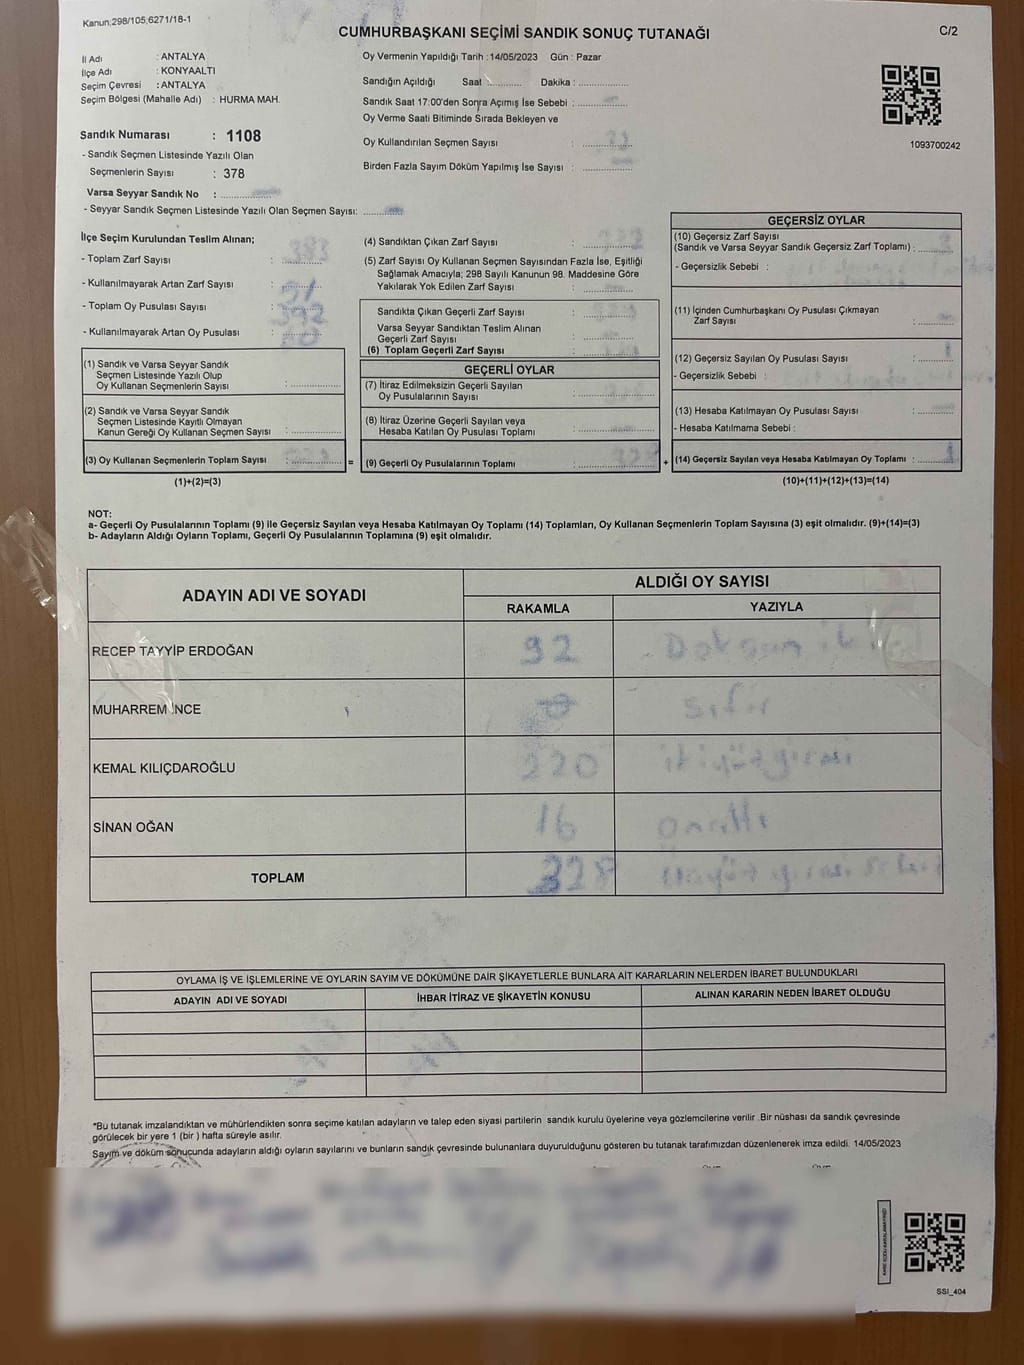 Kanun:298/105;6271/18-1
CUMHURBAŞKANI SEÇİMİ SANDIK SONUÇ TUTANAĞI
C/2
İl Adı : ANTALYA
İlçe Adı : KONYAALTI
Seçim Çevresi : ANTALYA
Seçim Bölgesi (Mahalle Adı) : HURMA MAH.
Oy Vermenin Yapıldığı Tarih :14/05/2023 Gün : Pazar
Sandığın Açıldığı Saat :............ Dakika :................
Sandık Saat 17:00'den Sonra Açımış İse Sebebi :
Oy Verme Saati Bitiminde Sırada Bekleyen ve
Oy Kullandırılan Seçmen Sayısı :
Birden Fazla Sayım Döküm Yapılmış İse Sayısı :
1093700242
Sandık Numarası : 1108
- Sandık Seçmen Listesinde Yazılı Olan
Seçmenlerin Sayısı : 378
Varsa Seyyar Sandık No :
- Seyyar Sandık Seçmen Listesinde Yazılı Olan Seçmen Sayısı:
İlçe Seçim Kurulundan Teslim Alınan;
- Toplam Zarf Sayısı : 383
- Kullanılmayarak Artan Zarf Sayısı :
- Toplam Oy Pusulası Sayısı : 392
- Kullanılmayarak Artan Oy Pusulası :
(1) Sandık ve Varsa Seyyar Sandık
Seçmen Listesinde Yazılı Olup
Oy Kullanan Seçmenlerin Sayısı :
(2) Sandık ve Varsa Seyyar Sandık
Seçmen Listesinde Kayıtlı Olmayan
Kanun Gereği Oy Kullanan Seçmen Sayısı :
(3) Oy Kullanan Seçmenlerin Toplam Sayısı :
(1)+(2)=(3)
(4) Sandıktan Çıkan Zarf Sayısı :
(5) Zarf Sayısı Oy Kullanan Seçmen Sayısından Fazla İse, Eşitliği
Sağlamak Amacıyla; 298 Sayılı Kanunun 98. Maddesine Göre
Yakılarak Yok Edilen Zarf Sayısı :
Sandıkta Çıkan Geçerli Zarf Sayısı :
Varsa Seyyar Sandıktan Teslim Alınan
Geçerli Zarf Sayısı :
(6) Toplam Geçerli Zarf Sayısı :
GEÇERLİ OYLAR
(7) İtiraz Edilmeksizin Geçerli Sayılan
Oy Pusulalarının Sayısı :
(8) İtiraz Üzerine Geçerli Sayılan veya
Hesaba Katılan Oy Pusulası Toplamı :
= (9) Geçerli Oy Pusulalarının Toplamı : 328 +
GEÇERSİZ OYLAR
(10) Geçersiz Zarf Sayısı
(Sandık ve Varsa Seyyar Sandık Geçersiz Zarf Toplamı) :
- Geçersizlik Sebebi :
(11) İçinden Cumhurbaşkanı Oy Pusulası Çıkmayan
Zarf Sayısı :
(12) Geçersiz Sayılan Oy Pusulası Sayısı : 1
- Geçersizlik Sebebi :
(13) Hesaba Katılmayan Oy Pusulası Sayısı :
- Hesaba Katılmama Sebebi :
(14) Geçersiz Sayılan veya Hesaba Katılmayan Oy Toplamı : 1
(10)+(11)+(12)+(13)=(14)
NOT:
a- Geçerli Oy Pusulalarının Toplamı (9) ile Geçersiz Sayılan veya Hesaba Katılmayan Oy Toplamı (14) Toplamları, Oy Kullanan Seçmenlerin Toplam Sayısına (3) eşit olmalıdır. (9)+(14)=(3)
b- Adayların Aldığı Oyların Toplamı, Geçerli Oy Pusulalarının Toplamına (9) eşit olmalıdır.
ADAYIN ADI VE SOYADI
ALDIĞI OY SAYISI
RAKAMLA YAZIYLA
RECEP TAYYİP ERDOĞAN 92 Doksan iki
MUHARREM İNCE 0 Sıfır
KEMAL KILIÇDAROĞLU 220 ikiyüzyirmi
SİNAN OĞAN 16 Onaltı
TOPLAM 328 üçyüz yirmi sekiz
OYLAMA İŞ VE İŞLEMLERİNE VE OYLARIN SAYIM VE DÖKÜMÜNE DAİR ŞİKAYETLERLE BUNLARA AİT KARARLARIN NELERDEN İBARET BULUNDUKLARI
ADAYIN ADI VE SOYADI İHBAR İTİRAZ VE ŞİKAYETİN KONUSU ALINAN KARARIN NEDEN İBARET OLDUĞU
*Bu tutanak imzalandıktan ve mühürlendikten sonra seçime katılan adayların ve talep eden siyasi partilerin sandık kurulu üyelerine veya gözlemcilerine verilir .Bir nüshası da sandık çevresinde
görülecek bir yere 1 (bir ) hafta süreyle asılır.
Sayım ve döküm sonucunda adayların aldığı oyların sayılarını ve bunların sandık çevresinde bulunanlara duyurulduğunu gösteren bu tutanak tarafımızdan düzenlenerek imza edildi. 14/05/2023
SSI_404